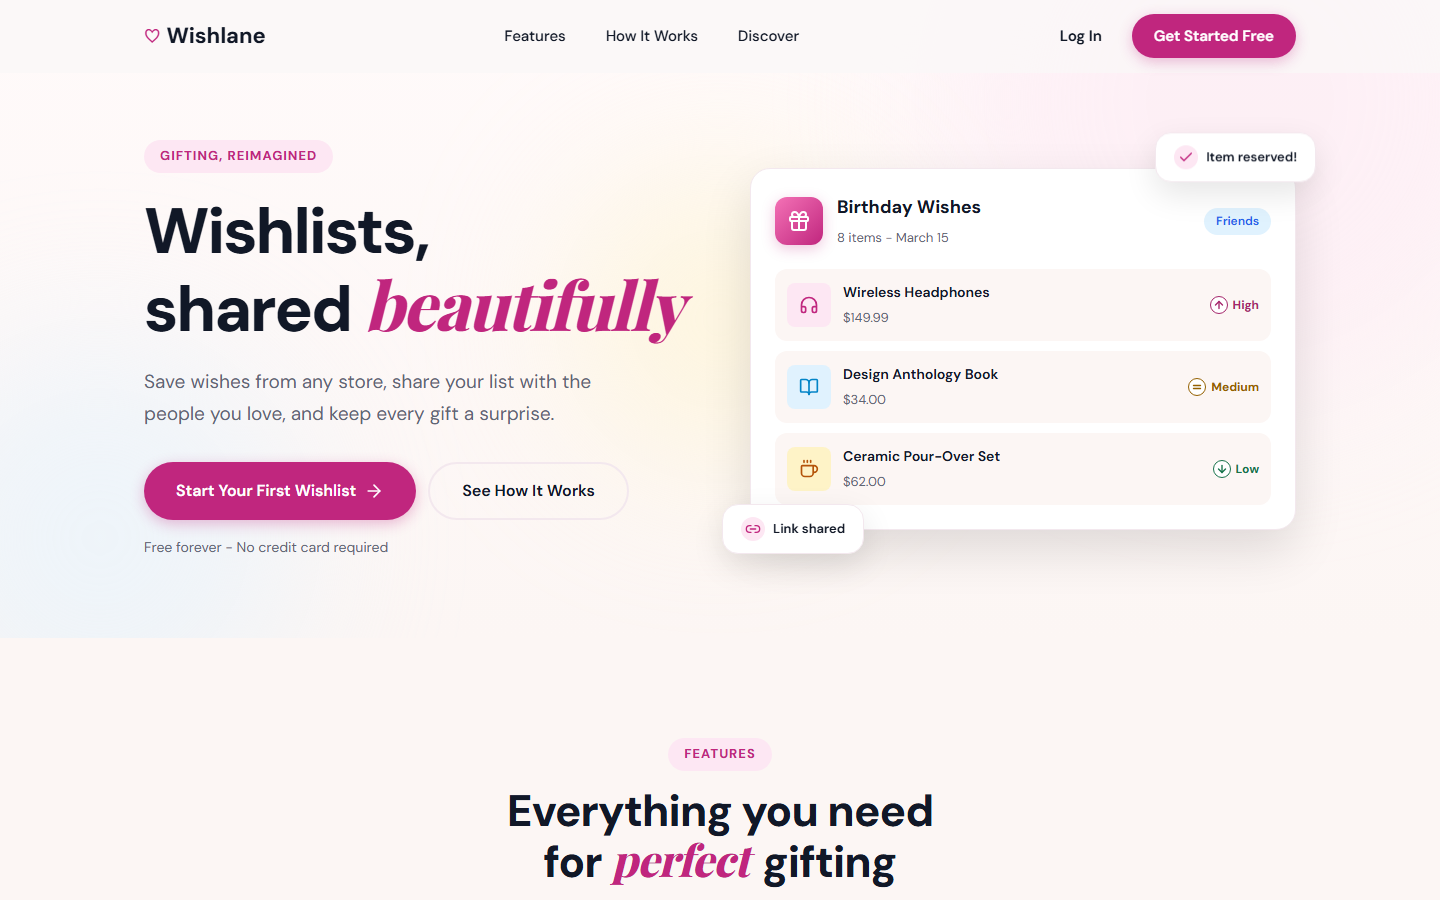 Wishlane
Features
How It Works
Discover
Log In
Get Started Free
GIFTING, REIMAGINED
Wishlists,
shared beautifully
Save wishes from any store, share your list with the
people you love, and keep every gift a surprise.
Start Your First Wishlist
See How It Works
Free forever - No credit card required
Item reserved!
Birthday Wishes
8 items - March 15
Friends
Wireless Headphones
$149.99
High
Design Anthology Book
$34.00
Medium
Ceramic Pour-Over Set
$62.00
Low
Link shared
FEATURES
Everything you need
for perfect gifting